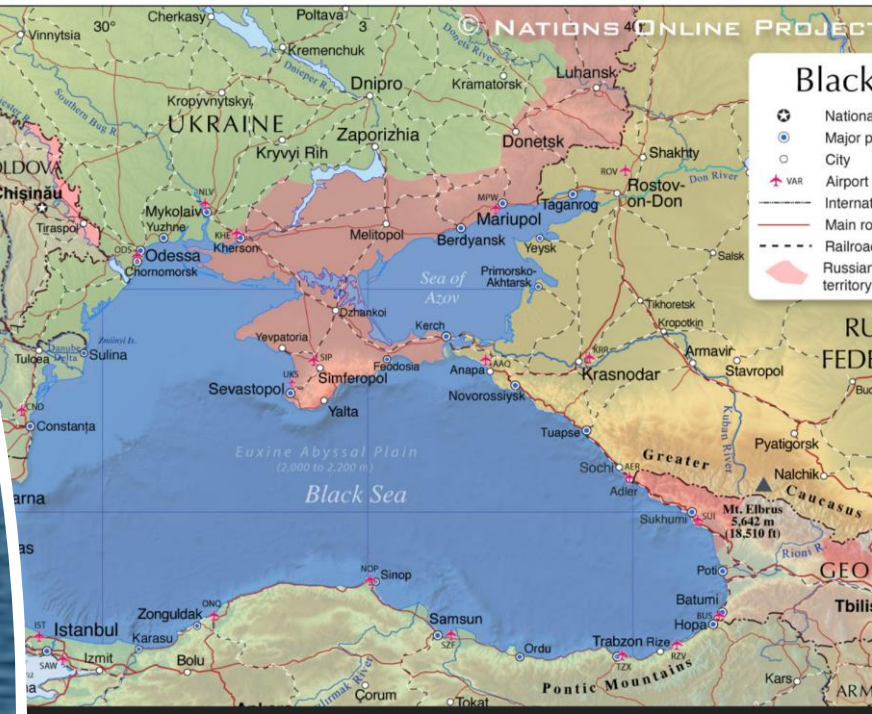 © NATIONS ONLINE PROJECT
Black
National
Major p
City
VAR
Airport
Internat
Main ro
Railroad
Russian
territory
30°
3
40
Cherkasy
Poltava
Vinnytsia
Kremenchuk
Donets River
Dnieper R.
Luhansk
Dnipro
Kramatorsk
Kropyvnytskyi
Southern Bug R.
UKRAINE
Zaporizhia
Kryvyi Rih
Donetsk
Shakhty
OLDOVA
ROV
Don River
Chișinău
NLV
MPW
Taganrog
Rostov-
on-Don
Mykolaiv
Mariupol
Tiraspol
Yuzhne
KHE
Kherson
Melitopol
Berdyansk
Yeysk
ODS
Odessa
Chornomorsk
Salsk
Sea of
Azov
Primorsko-
Akhtarsk
Tikhoretsk
Dzhankoi
Kropotkin
RU
Zmiinyi Is.
Kerch
Yevpatoria
KRR
Armavir
FEDE
Tulcea
Danube
Delta
Sulina
SIP
Simferopol
Feodosia
Anapa
AAQ
Krasnodar
Stavropol
UKS
Sevastopol
Novorossiysk
CND
Constanța
Yalta
Kuban River
Tuapse
Pyatigorsk
Euxine Abyssal Plain
(2,000 to 2,200 m)
Greater
Caucasus
Sochi
AER
Adler
Nalchik
Black Sea
arna
Mt. Elbrus
5,642 m
(18,510 ft)
Sukhumi
SUI
as
Rioni R.
Poti
GEO
NOP
Sinop
Batumi
BUS
Tbilis
Zonguldak
ONQ
Hopa
IST
Istanbul
Karasu
Samsun
SZF
Ordu
Trabzon
TZX
Rize
RZV
SAW
Izmit
Bolu
Pontic Mountains
Kars
ARM
na
Çorum
Tokat